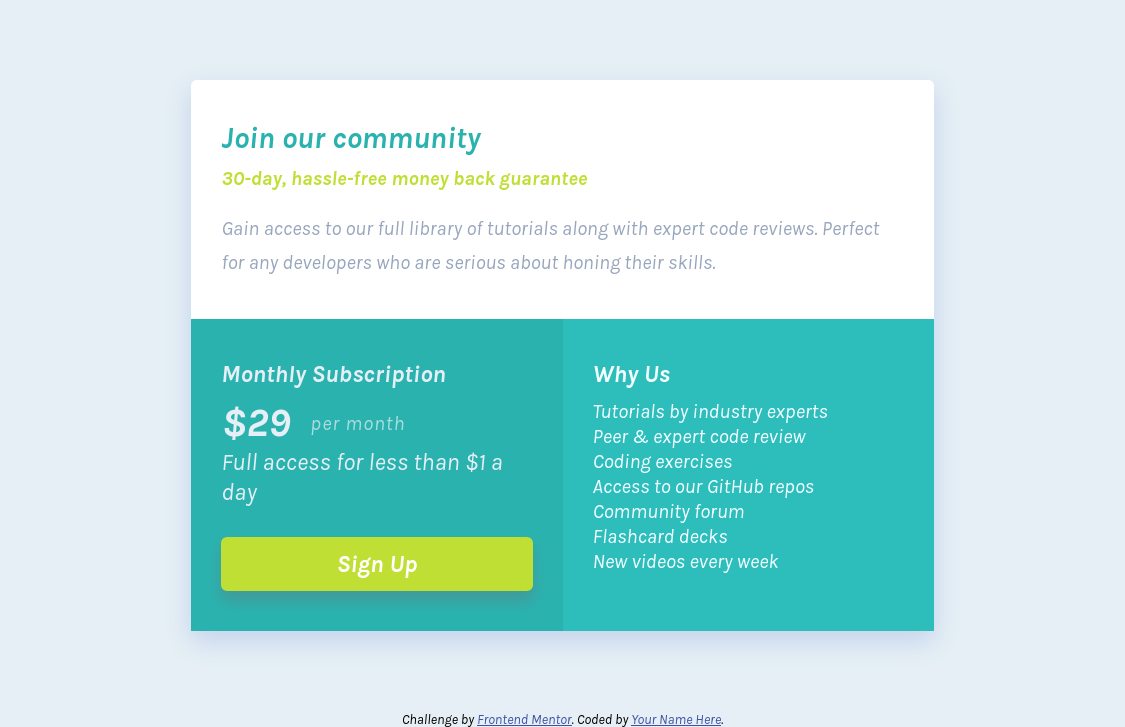 Join our community
30-day, hassle-free money back guarantee
Gain access to our full library of tutorials along with expert code reviews. Perfect
for any developers who are serious about honing their skills.
Monthly Subscription
$29 per month
Full access for less than $1 a
day
Sign Up
Why Us
Tutorials by industry experts
Peer & expert code review
Coding exercises
Access to our GitHub repos
Community forum
Flashcard decks
New videos every week
Challenge by Frontend Mentor. Coded by Your Name Here.